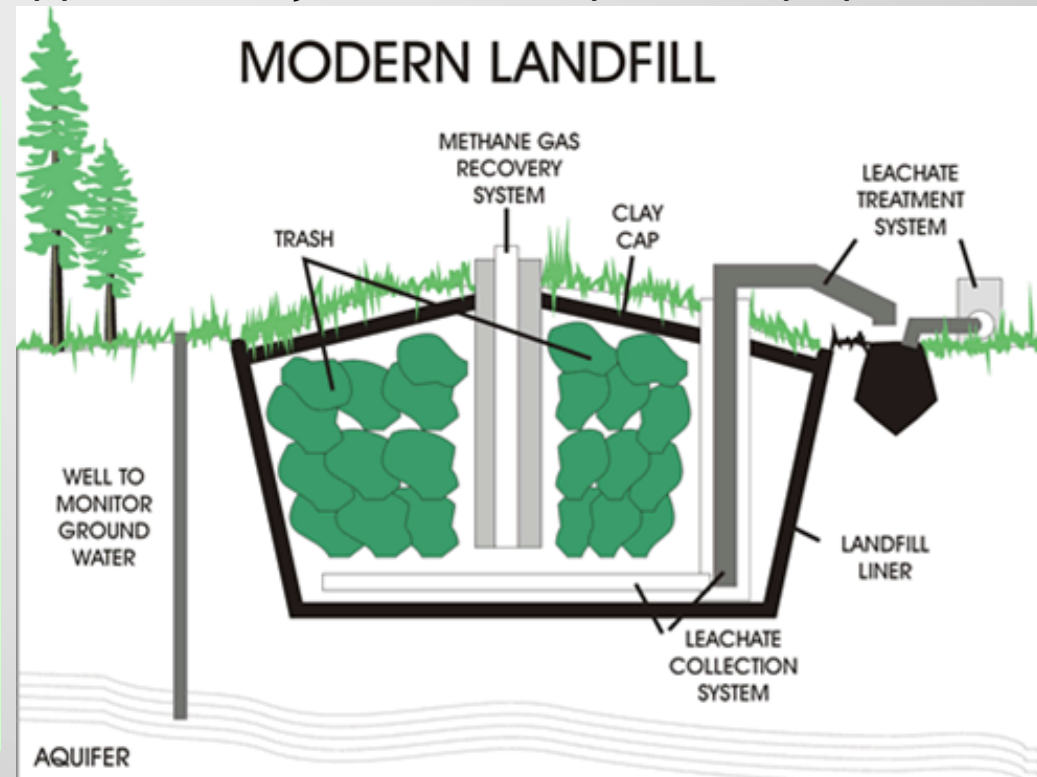 MODERN LANDFILL
METHANE GAS
RECOVERY
SYSTEM
LEACHATE
TREATMENT
SYSTEM
CLAY
CAP
TRASH
WELL TO
MONITOR
GROUND
WATER
LANDFILL
LINER
LEACHATE
COLLECTION
SYSTEM
AQUIFER